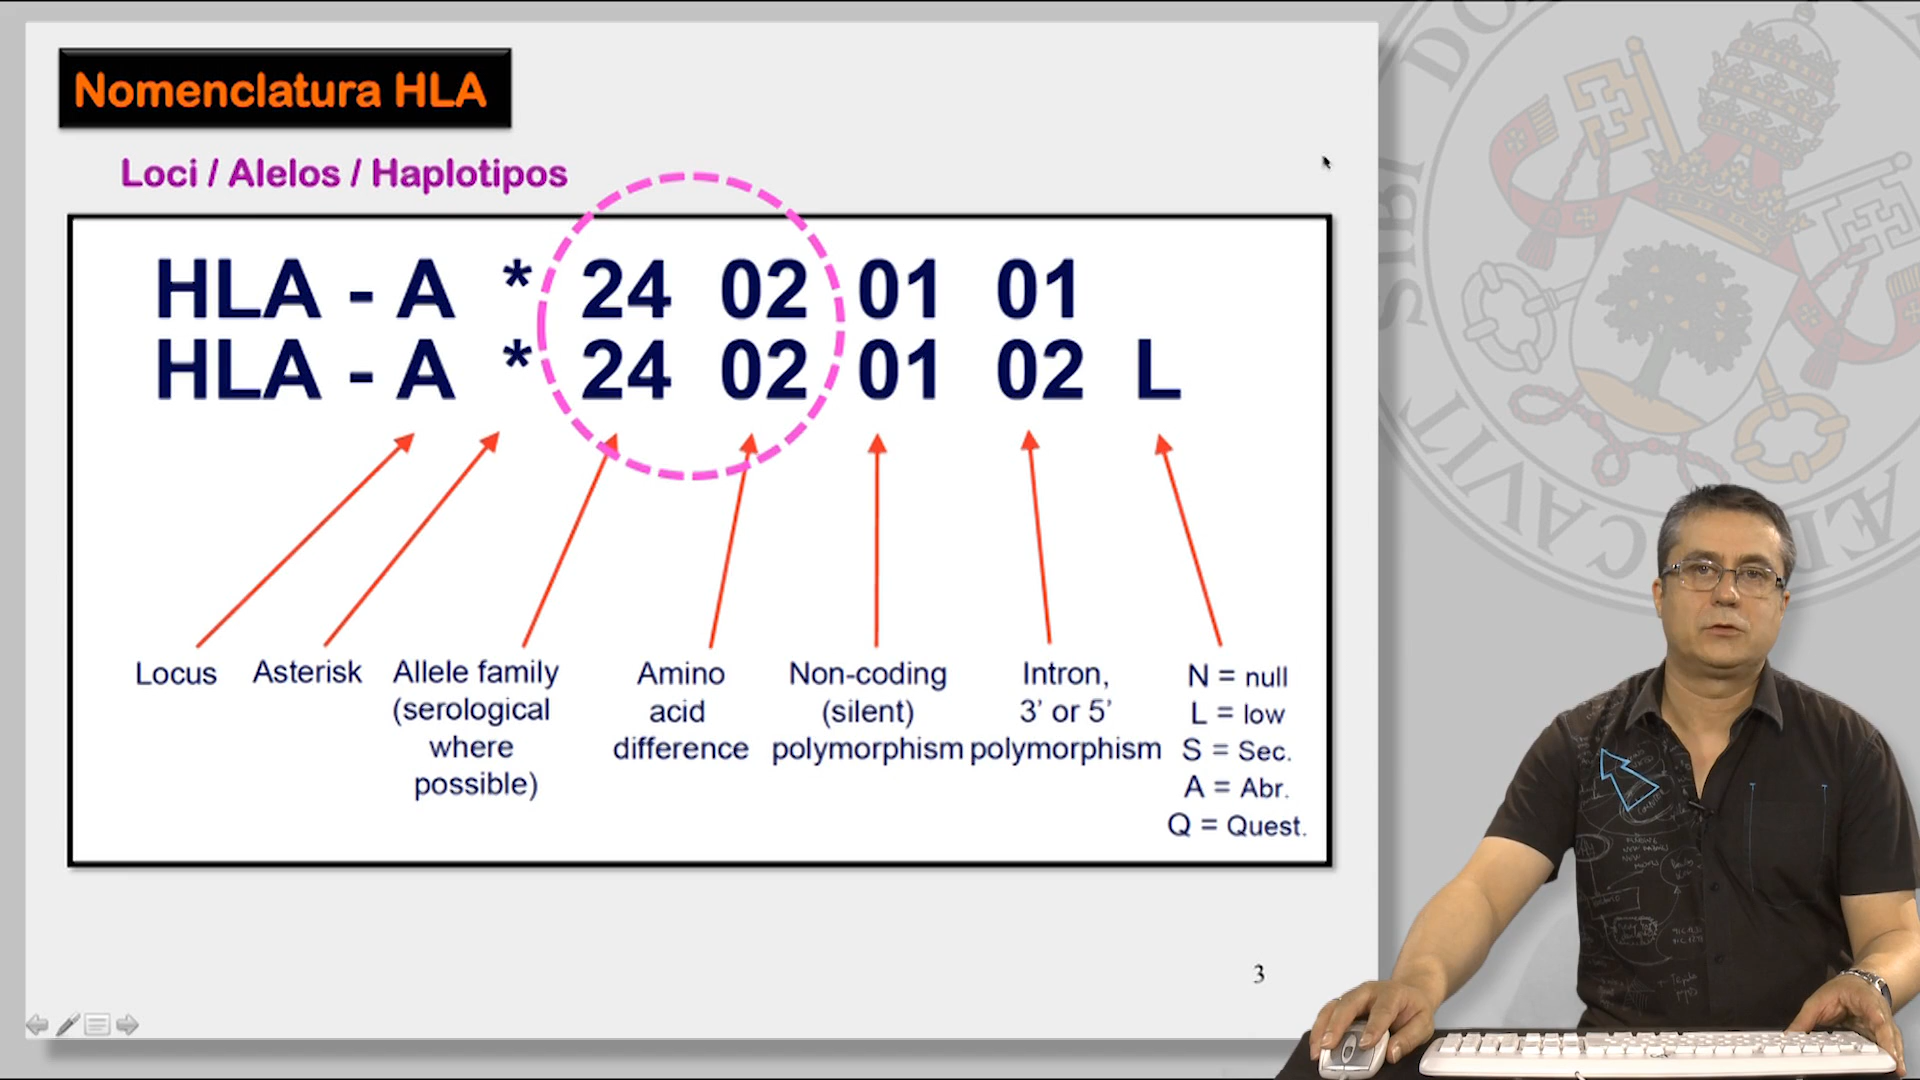 Nomenclatura HLA
Loci / Alelos / Haplotipos
HLA - A * 24 02 01 01
HLA - A * 24 02 01 02 L
Locus
Asterisk
Allele family
(serological
where
possible)
Amino
acid
difference
Non-coding
(silent)
polymorphism
Intron,
3’ or 5’
polymorphism
N = null
L = low
S = Sec.
A = Abr.
Q = Quest.
3